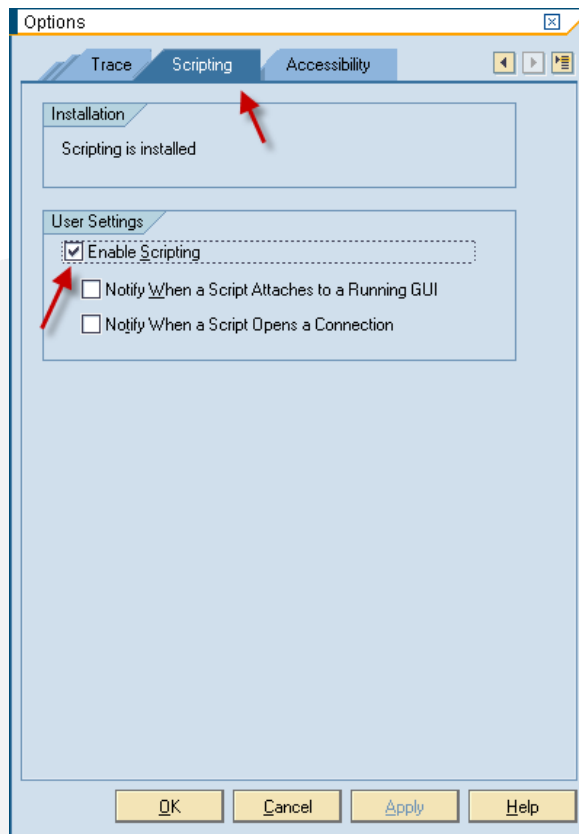 Options
Trace
Scripting
Accessibility
Installation
Scripting is installed
User Settings
Enable Scripting
Notify When a Script Attaches to a Running GUI
Notify When a Script Opens a Connection
OK
Cancel
Apply
Help